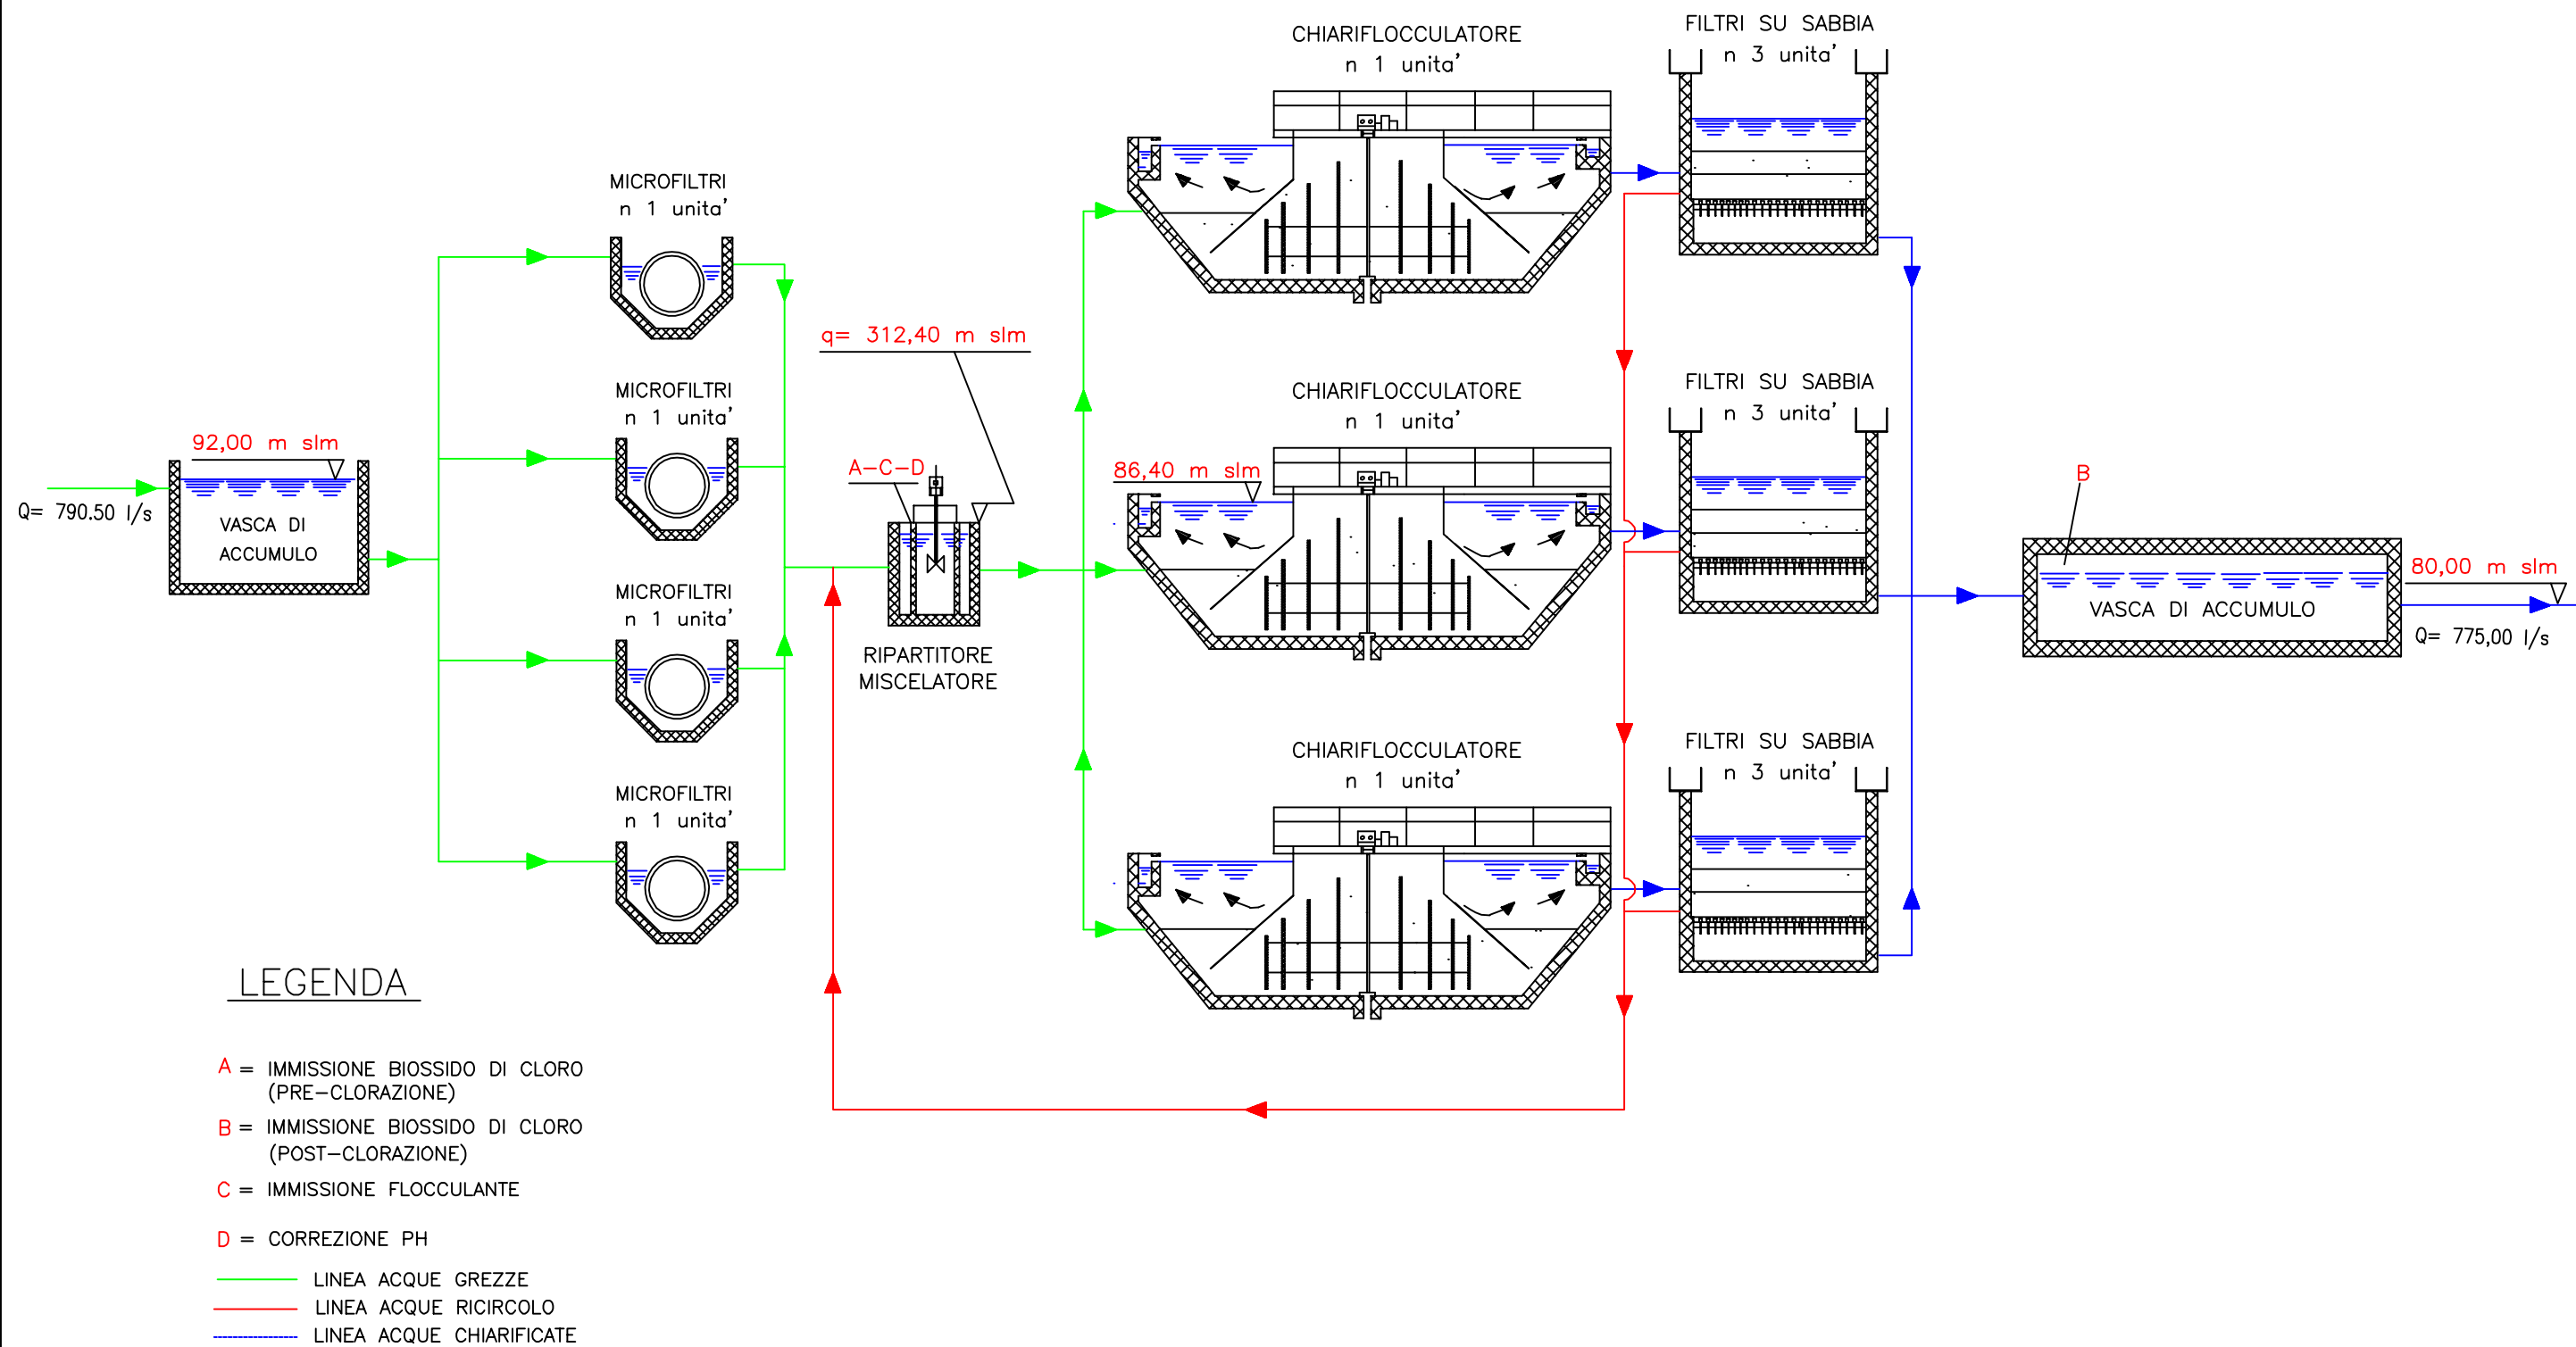 CHIARIFLOCCULATORE
n 1 unita'
FILTRI SU SABBIA
n 3 unita'
MICROFILTRI
n 1 unita'
q= 312,40 m slm
MICROFILTRI
n 1 unita'
CHIARIFLOCCULATORE
n 1 unita'
FILTRI SU SABBIA
n 3 unita'
92,00 m slm
Q= 790.50 l/s
VASCA DI
ACCUMULO
A-C-D
86,40 m slm
B
80,00 m slm
VASCA DI ACCUMULO
Q= 775,00 l/s
MICROFILTRI
n 1 unita'
RIPARTITORE
MISCELATORE
CHIARIFLOCCULATORE
n 1 unita'
FILTRI SU SABBIA
n 3 unita'
MICROFILTRI
n 1 unita'
LEGENDA
A = IMMISSIONE BIOSSIDO DI CLORO
(PRE-CLORAZIONE)
B = IMMISSIONE BIOSSIDO DI CLORO
(POST-CLORAZIONE)
C = IMMISSIONE FLOCCULANTE
D = CORREZIONE PH
LINEA ACQUE GREZZE
LINEA ACQUE RICIRCOLO
LINEA ACQUE CHIARIFICATE